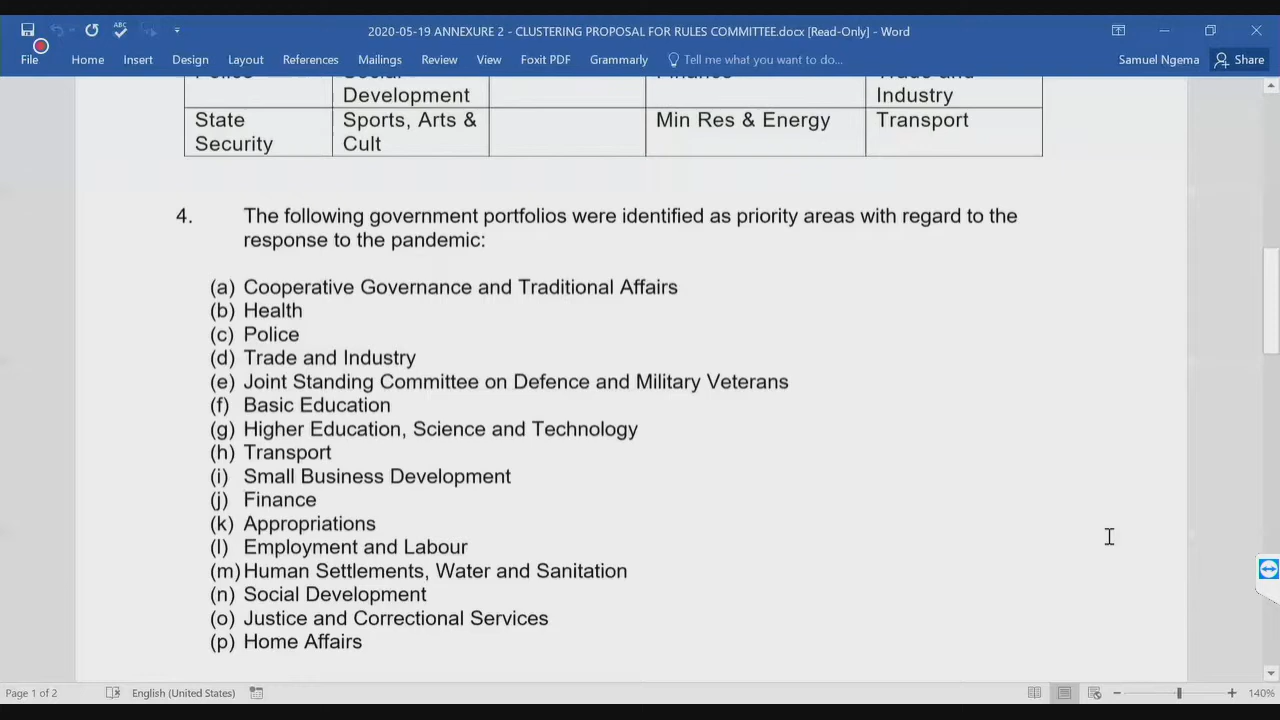 ABC
2020-05-19 ANNEXURE 2 - CLUSTERING PROPOSAL FOR RULES COMMITTEE.docx [Read-Only] - Word
File Home Insert Design Layout References Mailings Review View Foxit PDF Grammarly Tell me what you want to do... Samuel Ngema Share
Police Social Finance Trade and
Development Industry
State Sports, Arts & Min Res & Energy Transport
Security Cult
4. The following government portfolios were identified as priority areas with regard to the
response to the pandemic:
(a) Cooperative Governance and Traditional Affairs
(b) Health
(c) Police
(d) Trade and Industry
(e) Joint Standing Committee on Defence and Military Veterans
(f) Basic Education
(g) Higher Education, Science and Technology
(h) Transport
(i) Small Business Development
(j) Finance
(k) Appropriations
(l) Employment and Labour
(m) Human Settlements, Water and Sanitation
(n) Social Development
(o) Justice and Correctional Services
(p) Home Affairs
Page 1 of 2 English (United States) 140%